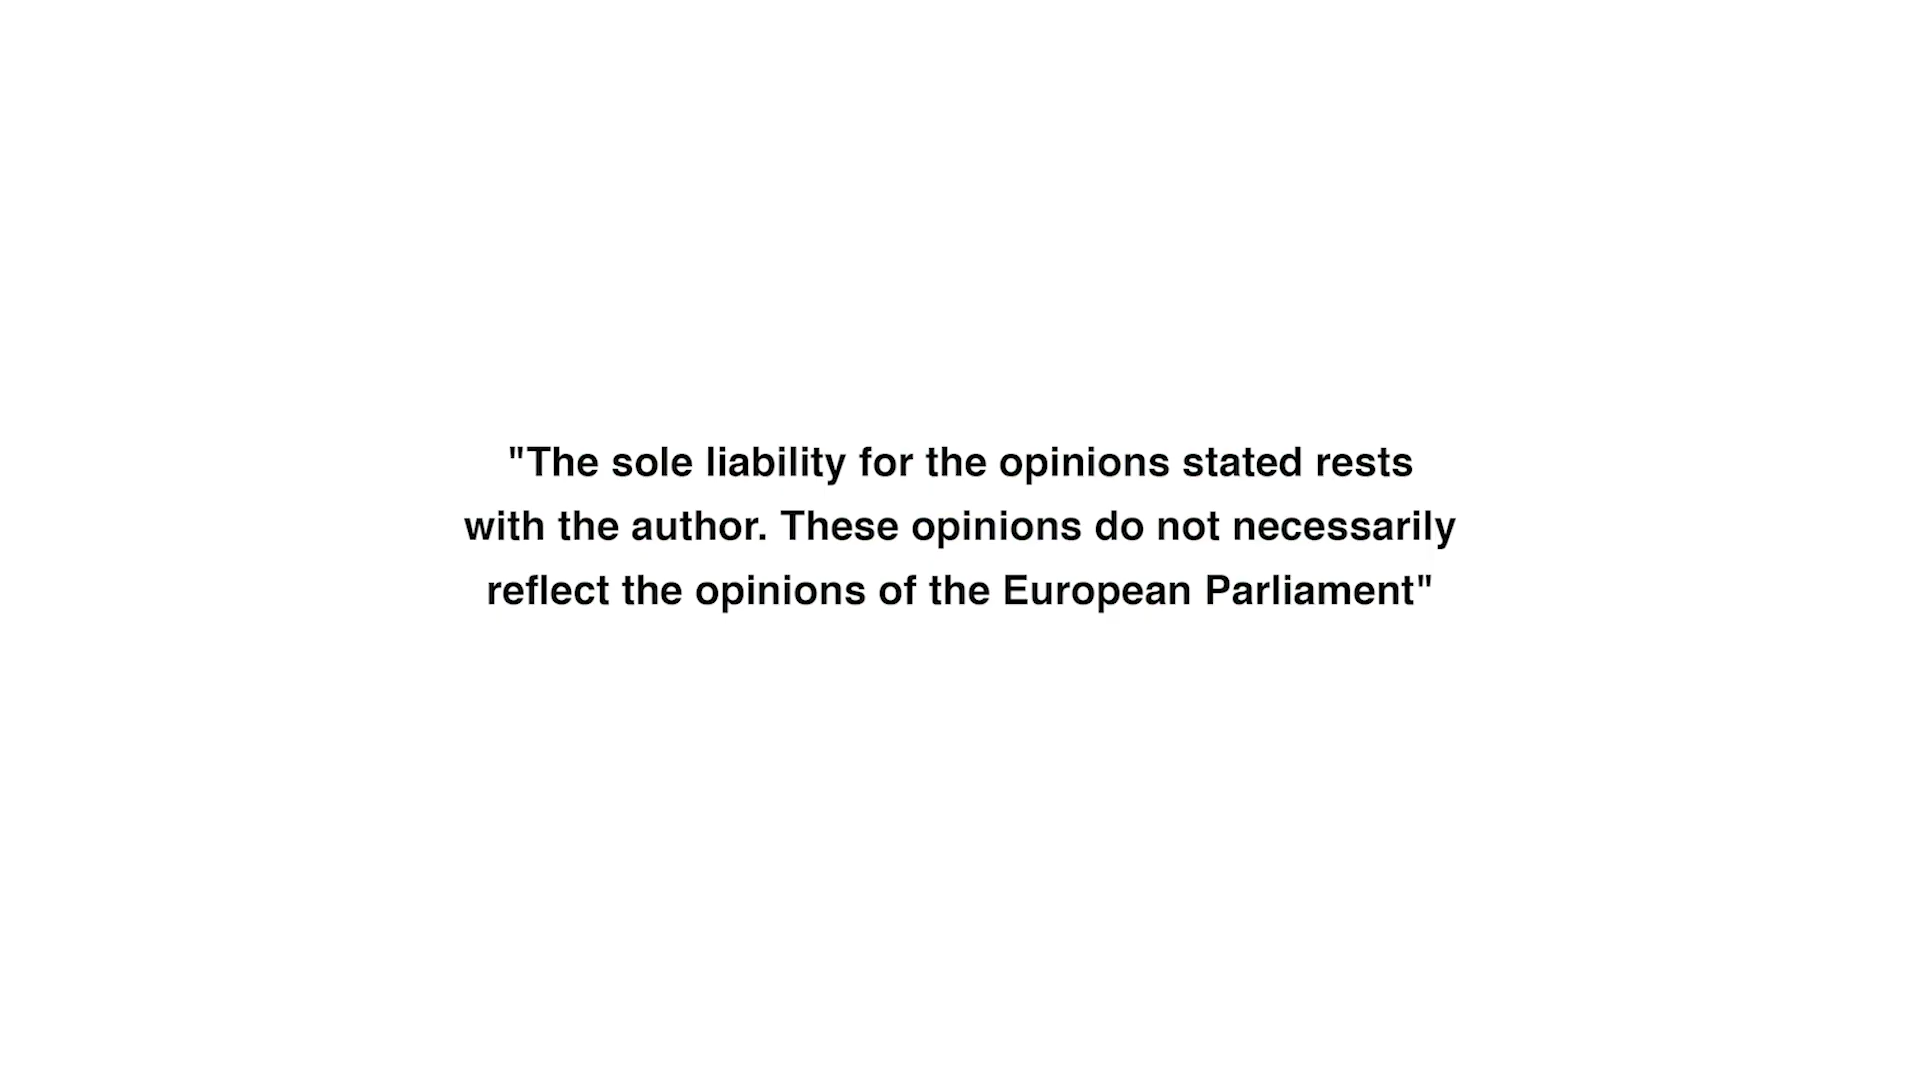 "The sole liability for the opinions stated rests
with the author. These opinions do not necessarily
reflect the opinions of the European Parliament"